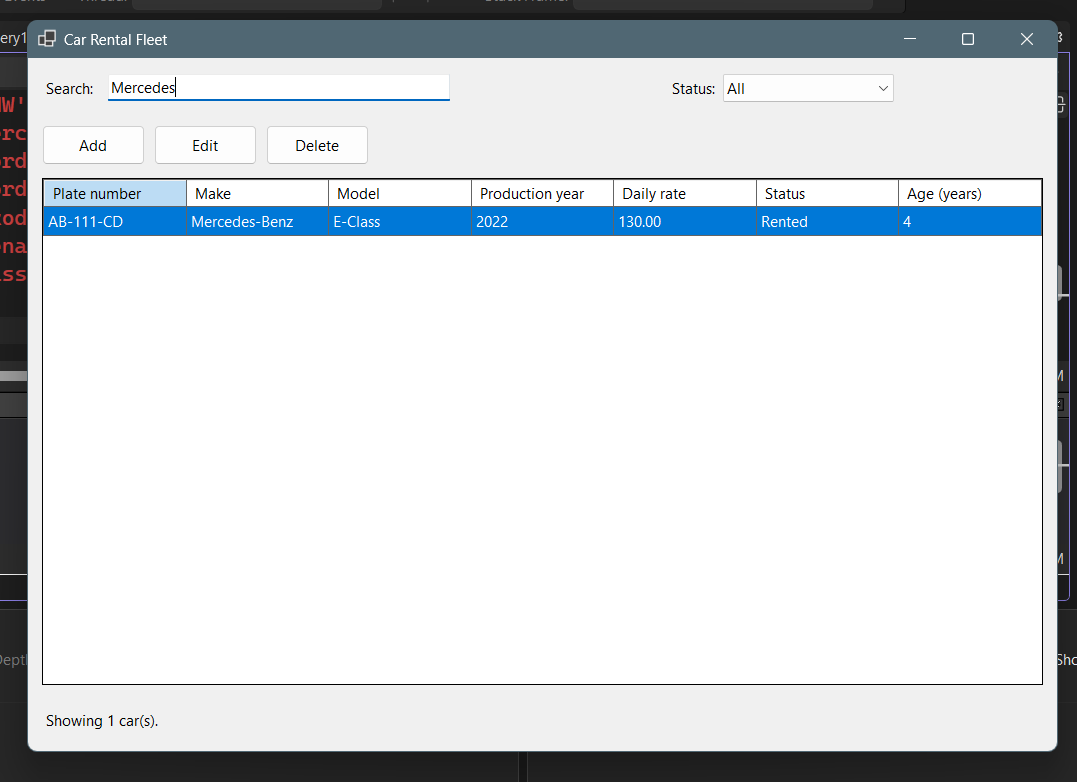 ery1
Car Rental Fleet
Search: Mercedes Status: All
Add Edit Delete
Plate number Make Model Production year Daily rate Status Age (years)
AB-111-CD Mercedes-Benz E-Class 2022 130.00 Rented 4
Showing 1 car(s).